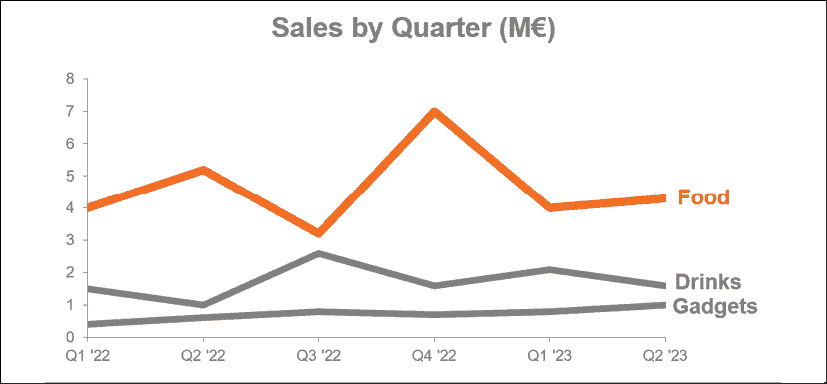 Sales by Quarter (M€)
8
7
6
5
4
3
2
1
0
Food
Drinks
Gadgets
Q1 '22 Q2 '22 Q3 '22 Q4 '22 Q1 '23 Q2 '23